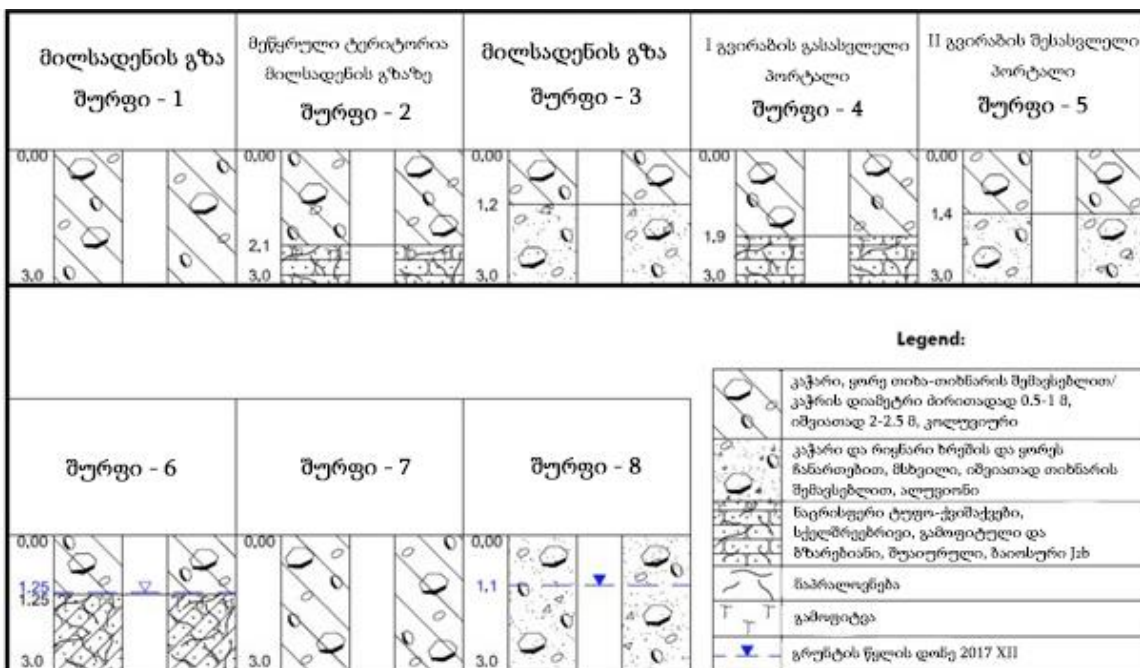 მილსადენის გზა
შურფი - 1
მეწყრული ტერიტორია
მილსადენის გზაზე
შურფი - 2
მილსადენის გზა
შურფი - 3
I გვირაბის გასასვლელი
პორტალი
შურფი - 4
II გვირაბის შესასვლელი
პორტალი
შურფი - 5
0,00
3.0
0,00
2,1
3.0
0,00
1,2
3,0
0,00
1,9
3.0
0,00
1,4
3.0
შურფი - 6
შურფი - 7
შურფი - 8
0,00
1.25
1.25
3.0
0,00
3.0
0,00
1,1
3.0
Legend:
კაჭარი, ყორე თიხა-თიხნარის შემავსებლით/
კაჭრის დიამეტრი ძირითადად 0.5-1 მ,
იშვიათად 2-2.5 მ, კოლუვიური
კაჭარი და რიყნარი ხრეშის და ყორეს
ჩანართებით, მსხვილი, იშვიათად თიხნარის
შემავსებლით, ალუვიონი
ნაცრისფერი ტუფო-ქვიშაქვები,
სქელშრეებრივი, გამოფიტული და
ბზარებიანი, შუაიურული, ბაიოსური J2b
ნაპრალოვნება
გამოფიტვა
გრუნტის წყლის დონე 2017 XII